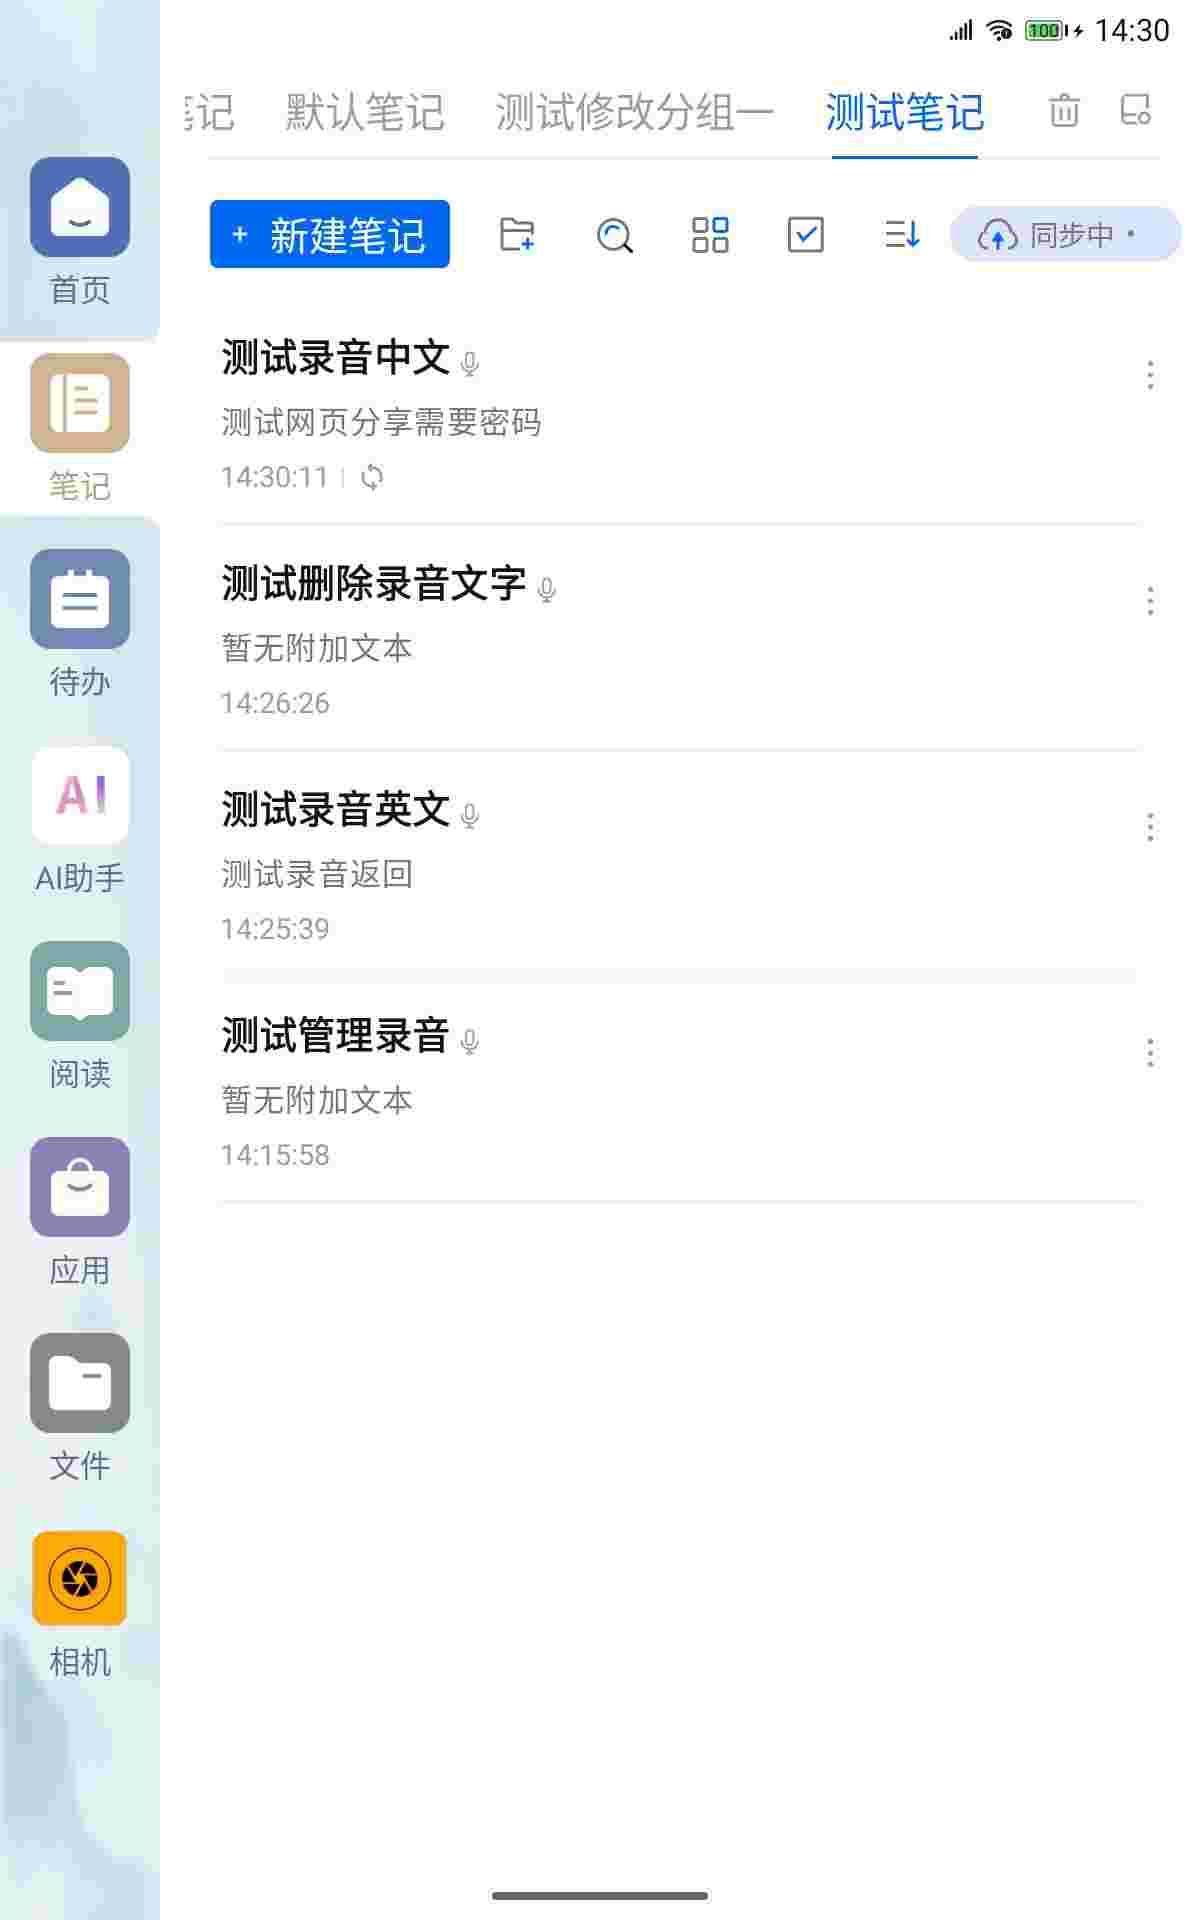 100 14:30
笔记 默认笔记 测试修改分组一 测试笔记
+ 新建笔记 同步中 ·
首页
笔记
待办
AI
AI助手
阅读
应用
文件
相机
测试录音中文
测试网页分享需要密码
14:30:11
测试删除录音文字
暂无附加文本
14:26:26
测试录音英文
测试录音返回
14:25:39
测试管理录音
暂无附加文本
14:15:58